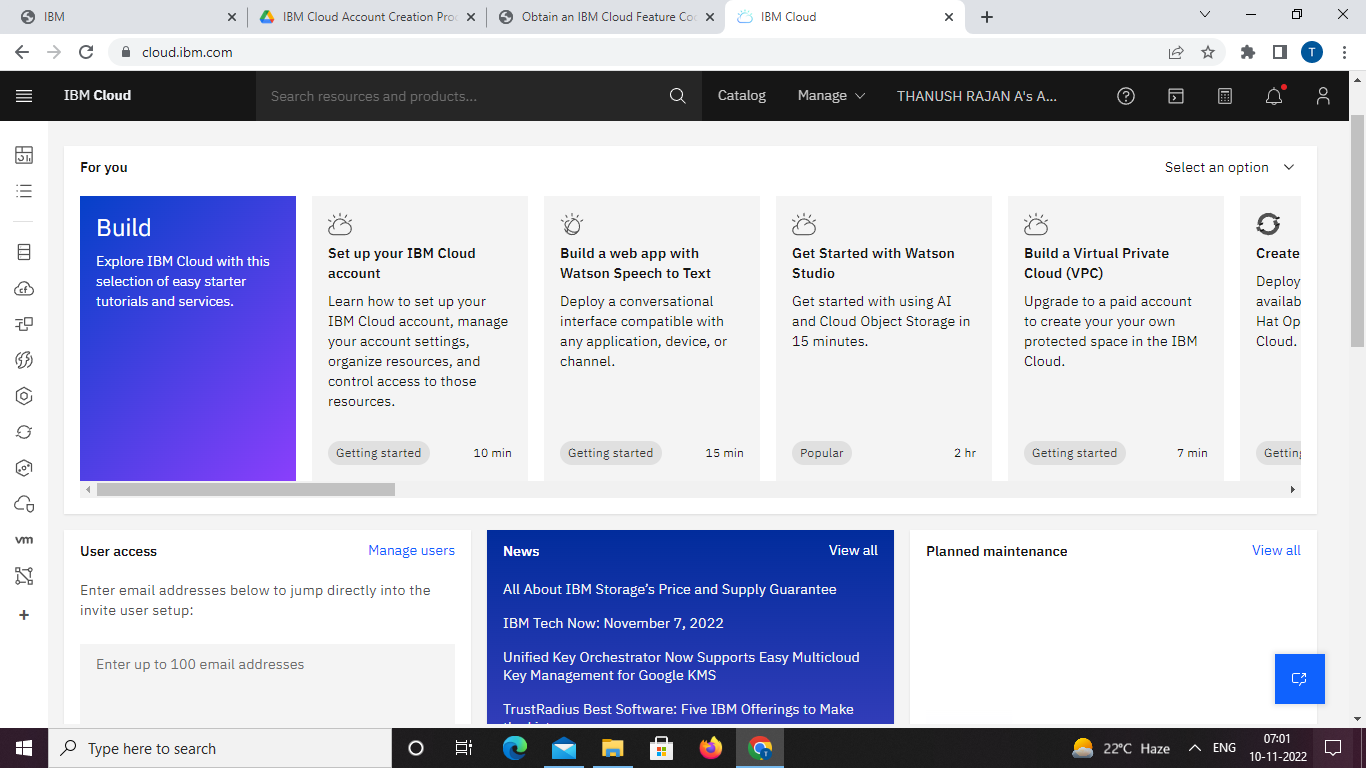 IBM
IBM Cloud Account Creation Pro
Obtain an IBM Cloud Feature Co
IBM Cloud
cloud.ibm.com
T
IBM Cloud
Search resources and products...
Catalog
Manage
THANUSH RAJAN A's A...
For you
Select an option
Build
Explore IBM Cloud with this
selection of easy starter
tutorials and services.
Set up your IBM Cloud
account
Learn how to set up your
IBM Cloud account, manage
your account settings,
organize resources, and
control access to those
resources.
Getting started
10 min
Build a web app with
Watson Speech to Text
Deploy a conversational
interface compatible with
any application, device, or
channel.
Getting started
15 min
Get Started with Watson
Studio
Get started with using AI
and Cloud Object Storage in
15 minutes.
Popular
2 hr
Build a Virtual Private
Cloud (VPC)
Upgrade to a paid account
to create your your own
protected space in the IBM
Cloud.
Getting started
7 min
Create
Deploy
availab
Hat Op
Cloud.
Getting
cf
vm
User access
Manage users
Enter email addresses below to jump directly into the
invite user setup:
Enter up to 100 email addresses
News
View all
All About IBM Storage’s Price and Supply Guarantee
IBM Tech Now: November 7, 2022
Unified Key Orchestrator Now Supports Easy Multicloud
Key Management for Google KMS
TrustRadius Best Software: Five IBM Offerings to Make
Planned maintenance
View all
Type here to search
22°C Haze
ENG
07:01
10-11-2022